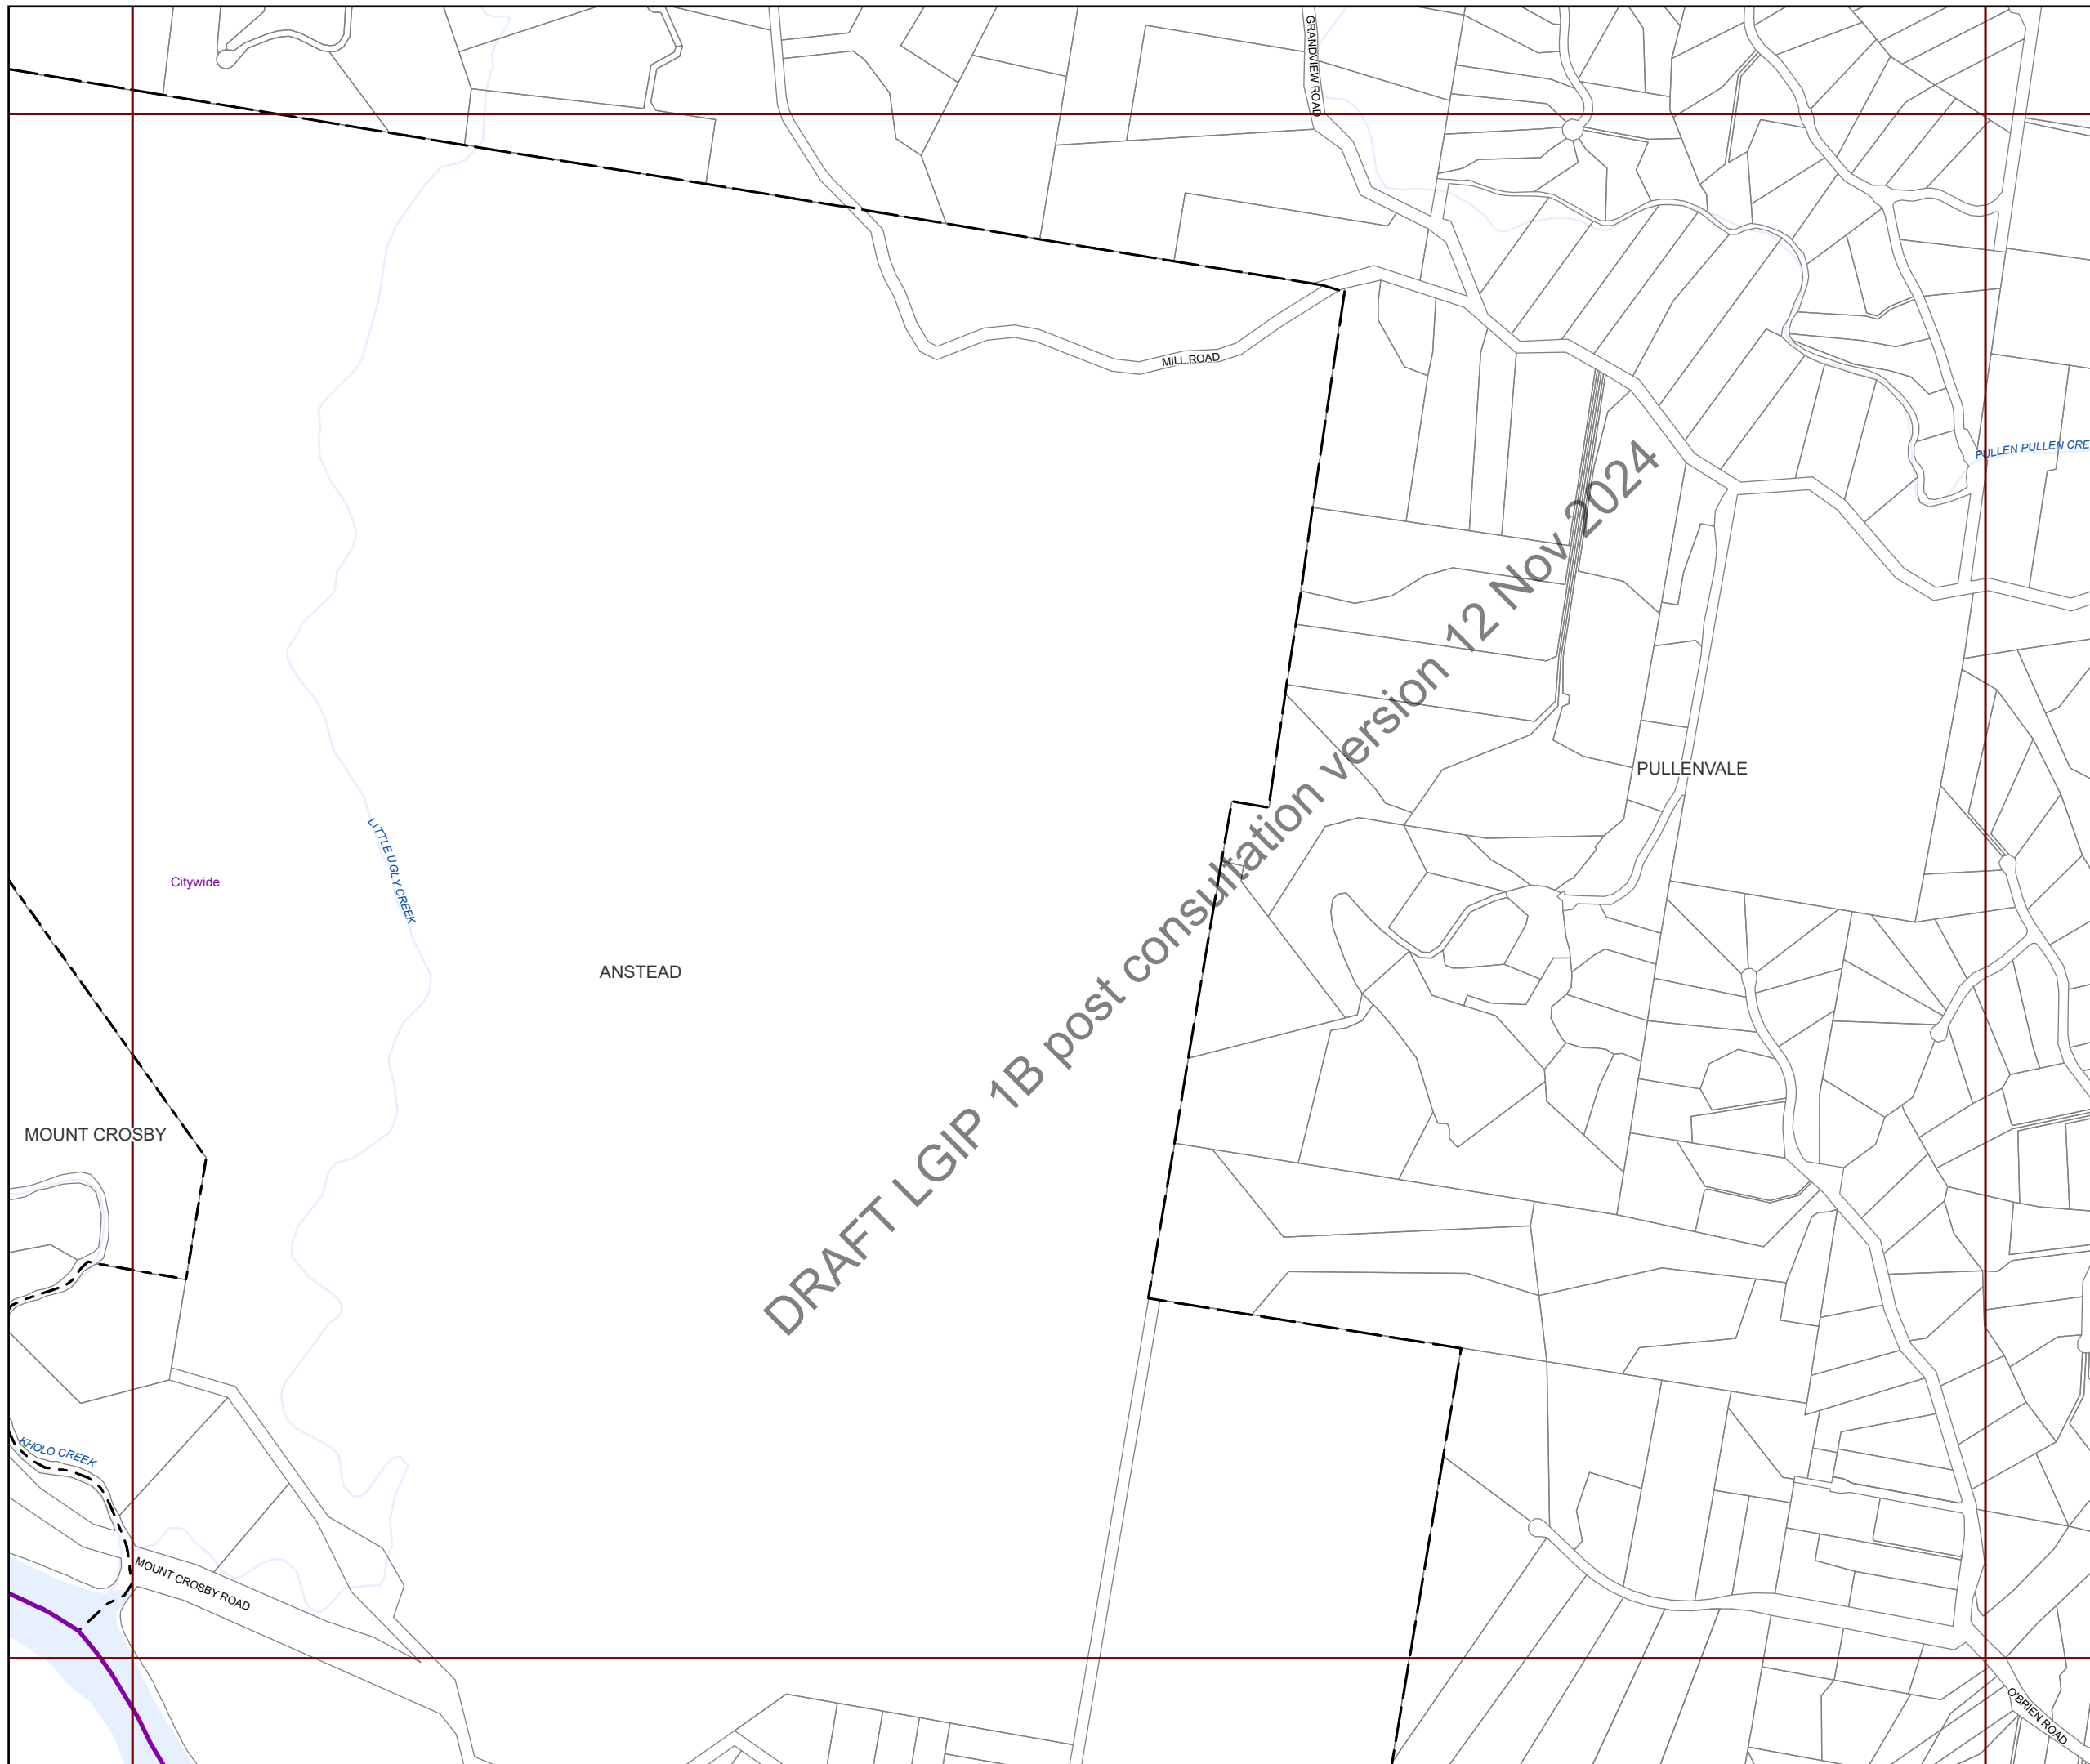 GRANDVIEW ROAD
MILL ROAD
PULLEN PULLEN CRE
DRAFT LGIP 1B post consultation version 12 Nov 2024
PULLENVALE
LITTLE UGLY CREEK
Citywide
ANSTEAD
MOUNT CROSBY
KHOLO CREEK
MOUNT CROSBY ROAD
O'BRIEN ROAD